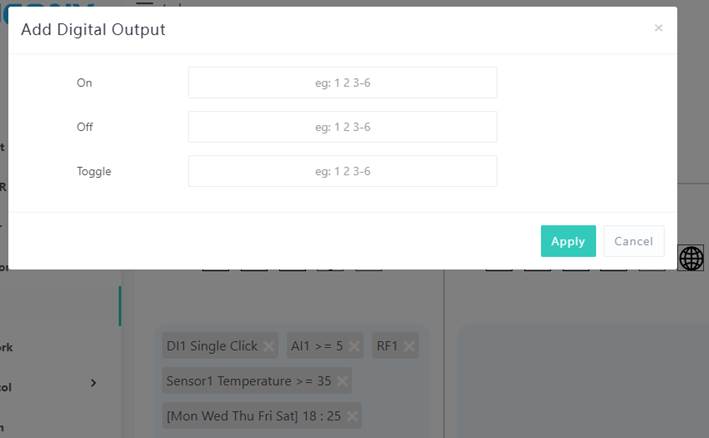 Add Digital Output ×
On eg: 1 2 3-6
Off eg: 1 2 3-6
Toggle eg: 1 2 3-6
Apply Cancel
DI1 Single Click × AI1 >= 5 × RF1 ×
Sensor1 Temperature >= 35 ×
[Mon Wed Thu Fri Sat] 18 : 25 ×